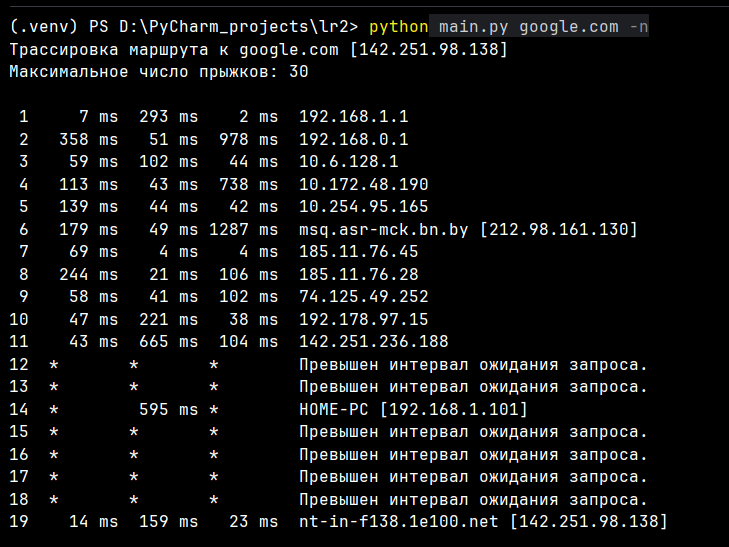 (.venv) PS D:\PyCharm_projects\lr2> python main.py google.com -n
Трассировка маршрута к google.com [142.251.98.138]
Максимальное число прыжков: 30
1 7 ms 293 ms 2 ms 192.168.1.1
2 358 ms 51 ms 978 ms 192.168.0.1
3 59 ms 102 ms 44 ms 10.6.128.1
4 113 ms 43 ms 738 ms 10.172.48.190
5 139 ms 44 ms 42 ms 10.254.95.165
6 179 ms 49 ms 1287 ms msq.asr-mck.bn.by [212.98.161.130]
7 69 ms 4 ms 4 ms 185.11.76.45
8 244 ms 21 ms 106 ms 185.11.76.28
9 58 ms 41 ms 102 ms 74.125.49.252
10 47 ms 221 ms 38 ms 192.178.97.15
11 43 ms 665 ms 104 ms 142.251.236.188
12 * * * Превышен интервал ожидания запроса.
13 * * * Превышен интервал ожидания запроса.
14 * 595 ms * HOME-PC [192.168.1.101]
15 * * * Превышен интервал ожидания запроса.
16 * * * Превышен интервал ожидания запроса.
17 * * * Превышен интервал ожидания запроса.
18 * * * Превышен интервал ожидания запроса.
19 14 ms 159 ms 23 ms nt-in-f138.1e100.net [142.251.98.138]